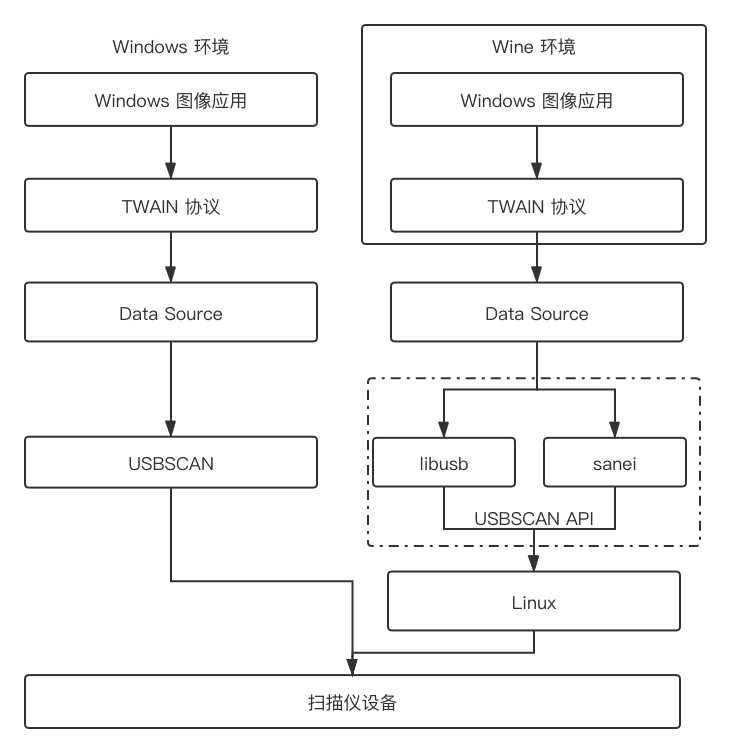 Windows 环境
Windows 图像应用
TWAIN 协议
Data Source
USBSCAN
Wine 环境
Windows 图像应用
TWAIN 协议
Data Source
libusb
sanei
USBSCAN API
Linux
扫描仪设备